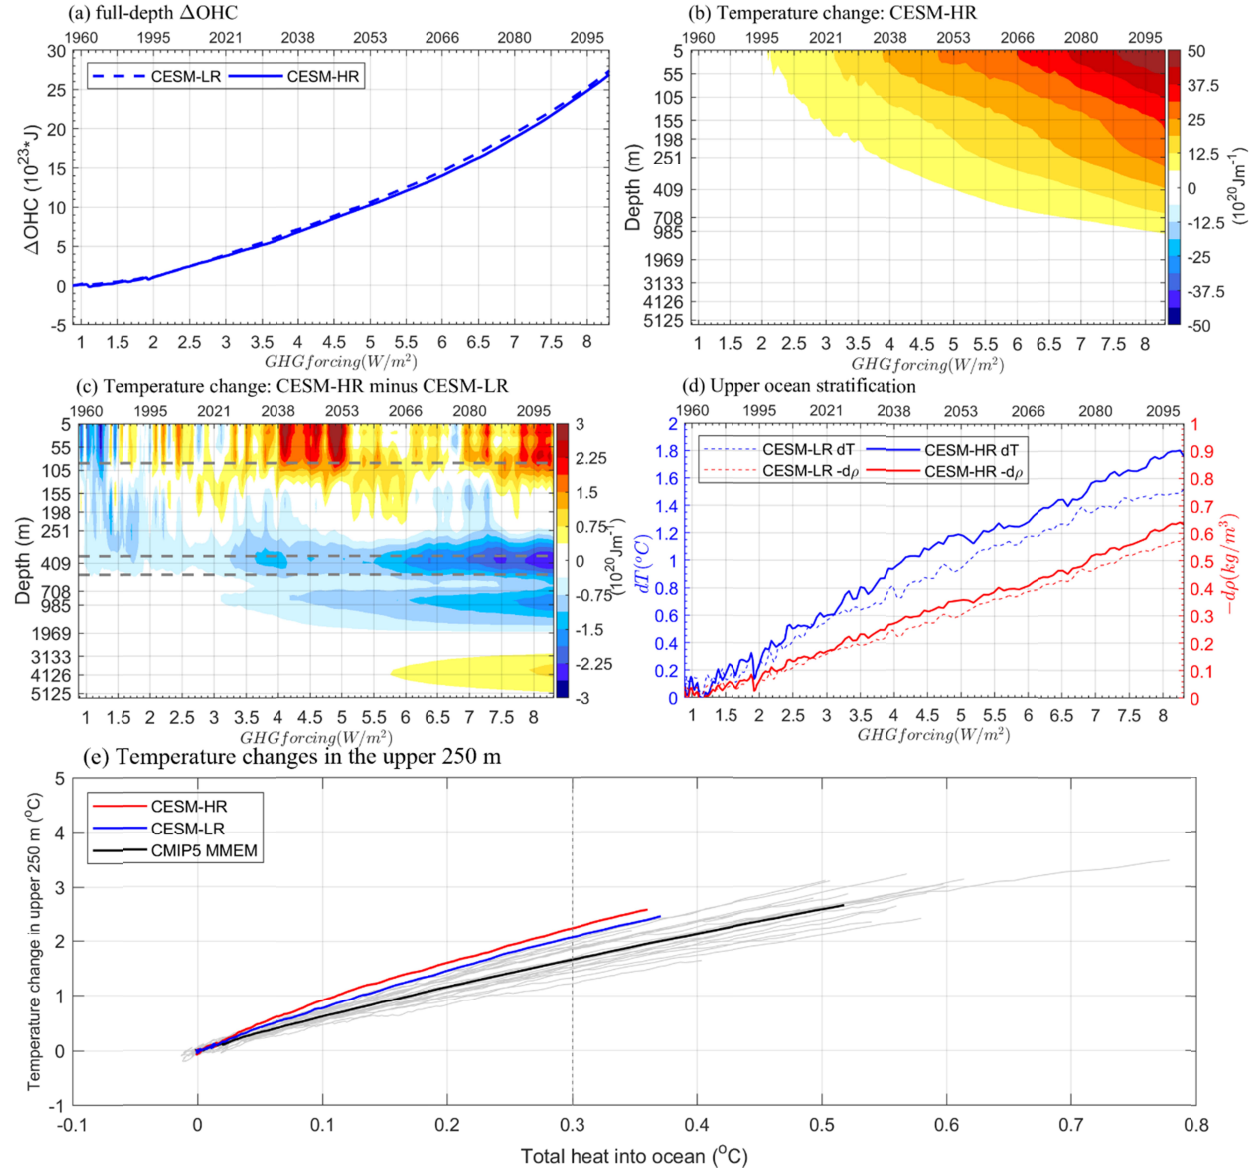 (a) full-depth ΔOHC
1960 1995 2021 2038 2053 2066 2080 2095
30
25
20
15
10
5
0
-5
ΔOHC (10²³*J)
CESM-LR CESM-HR
1 1.5 2 2.5 3 3.5 4 4.5 5 5.5 6 6.5 7 7.5 8
GHGforcing(W/m²)
(b) Temperature change: CESM-HR
1960 1995 2021 2038 2053 2066 2080 2095
5
55
105
155
198
251
409
708
985
1969
3133
4126
5125
Depth (m)
50
37.5
25
12.5
0
-12.5
-25
-37.5
-50
(10²⁰Jm⁻¹)
1 1.5 2 2.5 3 3.5 4 4.5 5 5.5 6 6.5 7 7.5 8
GHGforcing(W/m²)
(c) Temperature change: CESM-HR minus CESM-LR
1960 1995 2021 2038 2053 2066 2080 2095
5
55
105
155
198
251
409
708
985
1969
3133
4126
5125
Depth (m)
3
2.25
1.5
0.75
0
-0.75
-1.5
-2.25
-3
(10²⁰Jm⁻¹)
1 1.5 2 2.5 3 3.5 4 4.5 5 5.5 6 6.5 7 7.5 8
GHGforcing(W/m²)
(d) Upper ocean stratification
1960 1995 2021 2038 2053 2066 2080 2095
2
1.8
1.6
1.4
1.2
1
0.8
0.6
0.4
0.2
0
dT(°C)
CESM-LR dT CESM-HR dT
CESM-LR -dρ CESM-HR -dρ
1
0.9
0.8
0.7
0.6
0.5
0.4
0.3
0.2
0.1
0
−dρ(kg/m³)
1 1.5 2 2.5 3 3.5 4 4.5 5 5.5 6 6.5 7 7.5 8
GHGforcing(W/m²)
(e) Temperature changes in the upper 250 m
5
4
3
2
1
0
-1
Temperature change in upper 250 m (°C)
CESM-HR
CESM-LR
CMIP5 MMEM
-0.1 0 0.1 0.2 0.3 0.4 0.5 0.6 0.7 0.8
Total heat into ocean (°C)